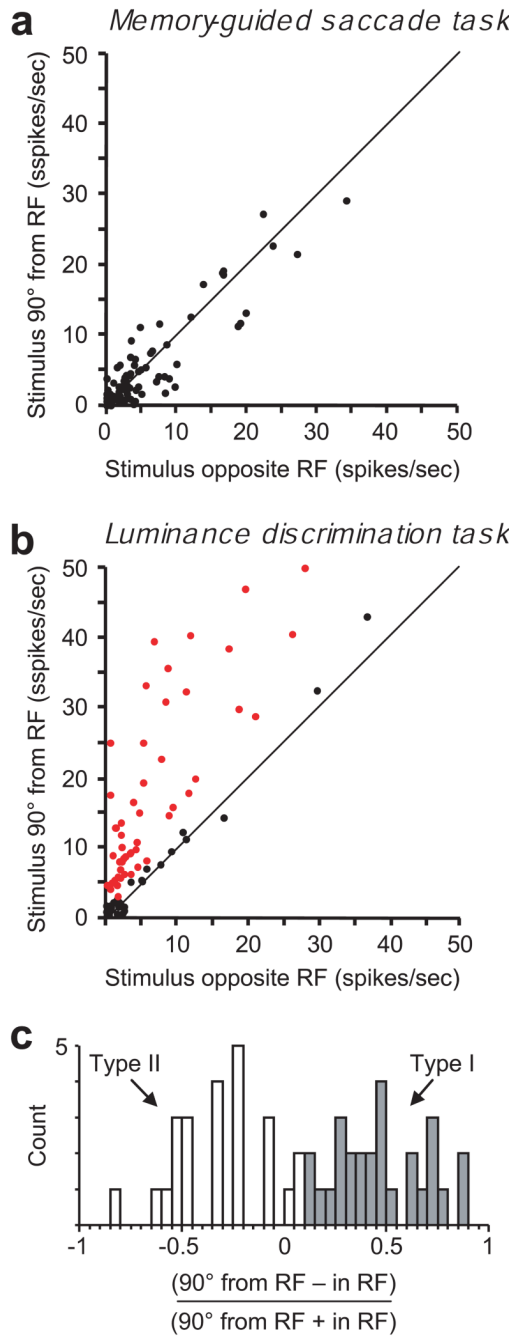 a Memory-guided saccade task
Stimulus 90° from RF (sspikes/sec)
50
40
30
20
10
0
0 10 20 30 40 50
Stimulus opposite RF (spikes/sec)
b Luminance discrimination task
Stimulus 90° from RF (sspikes/sec)
50
40
30
20
10
0
10 20 30 40 50
Stimulus opposite RF (spikes/sec)
c
5
Type II Type I
Count
-1 -0.5 0 0.5 1
(90° from RF – in RF)
(90° from RF + in RF)